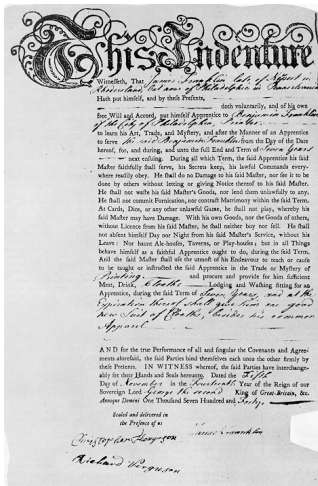 This Indenture
Witnesseth, That James Franklin late of Newport in
Rhodeisland, but now of Philadelphia in Pennsylvania
Hath put himself, and by these Presents,
doth voluntarily, and of his own
free Will and Accord, put himself Apprentice to Benjamin Franklin
of the City of Philadelphia, Printer
to learn his Art, Trade, and Mystery, and after the Manner of an Apprentice
to serve the said Benjamin Franklin from the Day of the Date
hereof, for, and during, and unto the full End and Term of Seven Years
next ensuing. During all which Term, the said Apprentice his said
Master faithfully shall serve, his Secrets keep, his lawful Commands every-
where readily obey. He shall do no Damage to his said Master, nor see it to be
done by others without letting or giving Notice thereof to his said Master.
He shall not waste his said Master's Goods, nor lend them unlawfully to any.
He shall not commit Fornication, nor contract Matrimony within the said Term.
At Cards, Dice, or any other unlawful Game, he shall not play, whereby his
said Master may have Damage. With his own Goods, nor the Goods of others,
without Licence from his said Master, he shall neither buy nor sell. He shall
not absent himself Day nor Night from his said Master's Service, without his
Leave: Nor haunt Ale-houses, Taverns, or Play-houses; but in all Things
behave himself as a faithful Apprentice ought to do, during the said Term.
And the said Master shall use the utmost of his Endeavour to teach or cause
to be taught or instructed the said Apprentice in the Trade or Mystery of
Printing and procure and provide for him sufficient
Meat, Drink, Cloaths Lodging and Washing fitting for an
Apprentice, during the said Term of Seven Years, and at the
Expiration thereof shall give him one good
new Suit of Cloaths, besides his common
Apparel
AND for the true Performance of all and singular the Covenants and Agree-
ments aforesaid, the said Parties bind themselves each unto the other firmly by
these Presents. IN WITNESS whereof, the said Parties have interchange-
ably set their Hands and Seals hereunto. Dated the Fifth
Day of November in the Fourteenth Year of the Reign of our
Sovereign Lord George the second King of Great-Britain, &c.
Annoque Domini One Thousand Seven Hundred and Forty
Sealed and delivered in
the Presence of us
James Franklin
Christopher Thompson
Richard Ferguson